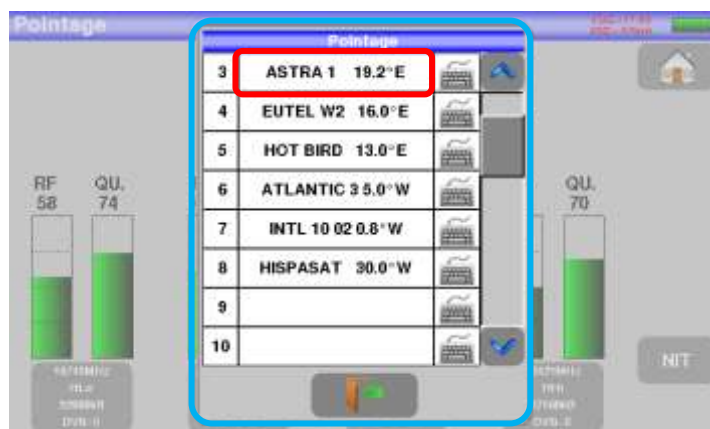 Pointage
Pointage
3 ASTRA 1 19.2°E
4 EUTEL W2 16.0°E
5 HOT BIRD 13.0°E
6 ATLANTIC 3 5.0°W
7 INTL 10 02 0.8°W
8 HISPASAT 30.0°W
9
10
RF QU.
58 74
QU.
70
NIT